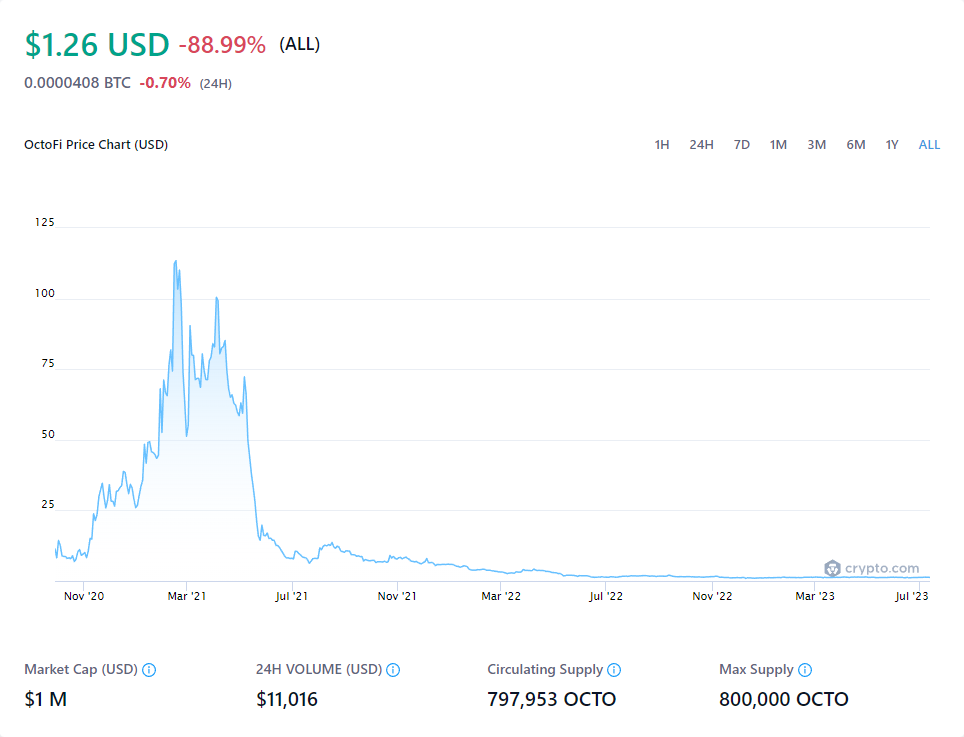 $1.26 USD -88.99% (ALL)
0.0000408 BTC -0.70% (24H)
OctoFi Price Chart (USD) 1H 24H 7D 1M 3M 6M 1Y ALL
125
100
75
50
25
crypto.com
Nov '20 Mar '21 Jul '21 Nov '21 Mar '22 Jul '22 Nov '22 Mar '23 Jul '23
Market Cap (USD) 24H VOLUME (USD) Circulating Supply Max Supply
$1 M $11,016 797,953 OCTO 800,000 OCTO